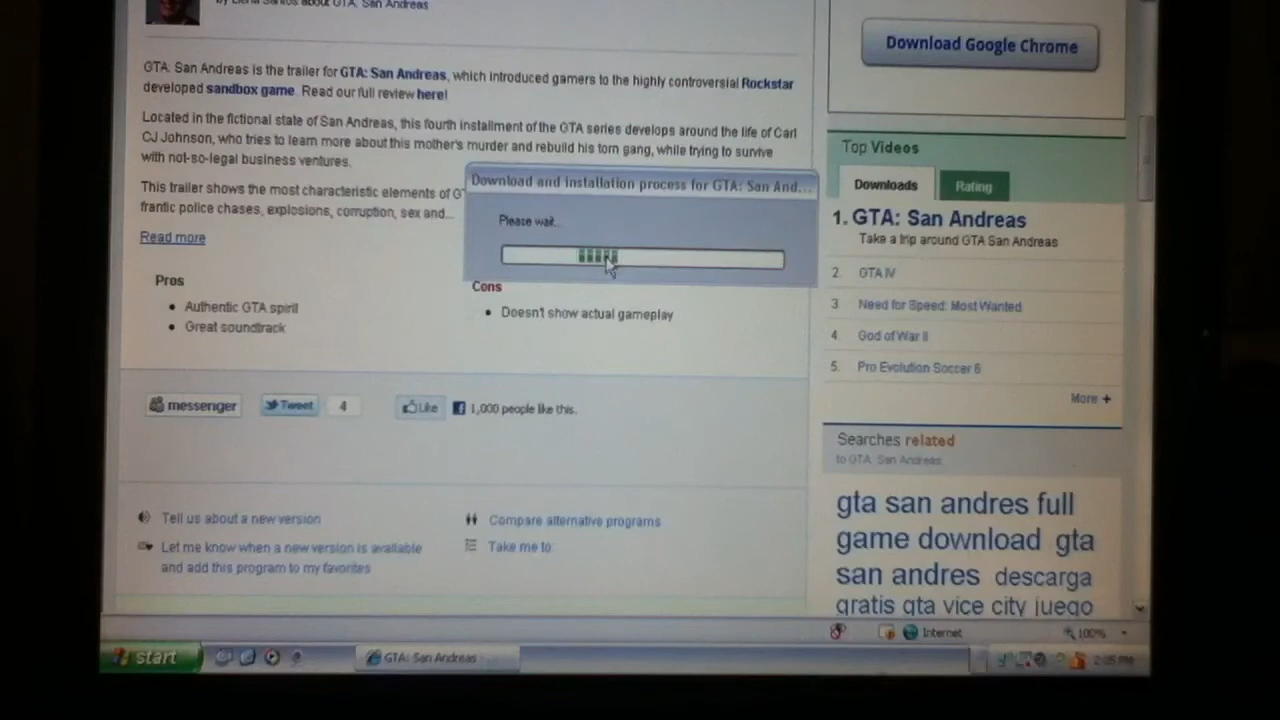 by Elena Santos about GTA: San Andreas
GTA: San Andreas is the trailer for GTA: San Andreas, which introduced gamers to the highly controversial Rockstar
developed sandbox game. Read our full review here!
Located in the fictional state of San Andreas, this fourth installment of the GTA series develops around the life of Carl
CJ Johnson, who tries to learn more about this mother's murder and rebuild his torn gang, while trying to survive
with not-so-legal business ventures.
This trailer shows the most characteristic elements of G
frantic police chases, explosions, corruption, sex and...
Read more
Download and installation process for GTA: San And...
Please wait...
Pros
Authentic GTA spirit
Great soundtrack
Cons
Doesn't show actual gameplay
messenger
Tweet
4
Like
1,000 people like this.
Tell us about a new version
Let me know when a new version is available
and add this program to my favorites
Compare alternative programs
Take me to:
Download Google Chrome
Top Videos
Downloads
Rating
1. GTA: San Andreas
Take a trip around GTA San Andreas
2. GTA IV
3. Need for Speed: Most Wanted
4. God of War II
5. Pro Evolution Soccer 6
More +
Searches related
to GTA: San Andreas
gta san andres full
game download gta
san andres descarga
gratis gta vice city juego
Internet
100%
start
GTA: San Andreas
2:05 PM